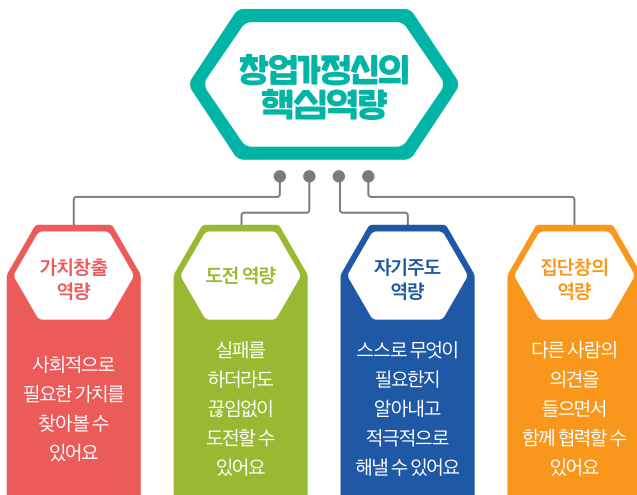 창업가정신의
핵심역량
가치창출
역량
사회적으로
필요한 가치를
찾아볼 수
있어요
도전 역량
실패를
하더라도
끊임없이
도전할 수
있어요
자기주도
역량
스스로 무엇이
필요한지
알아내고
적극적으로
해낼 수 있어요
집단창의
역량
다른 사람의
의견을
들으면서
함께 협력할 수
있어요